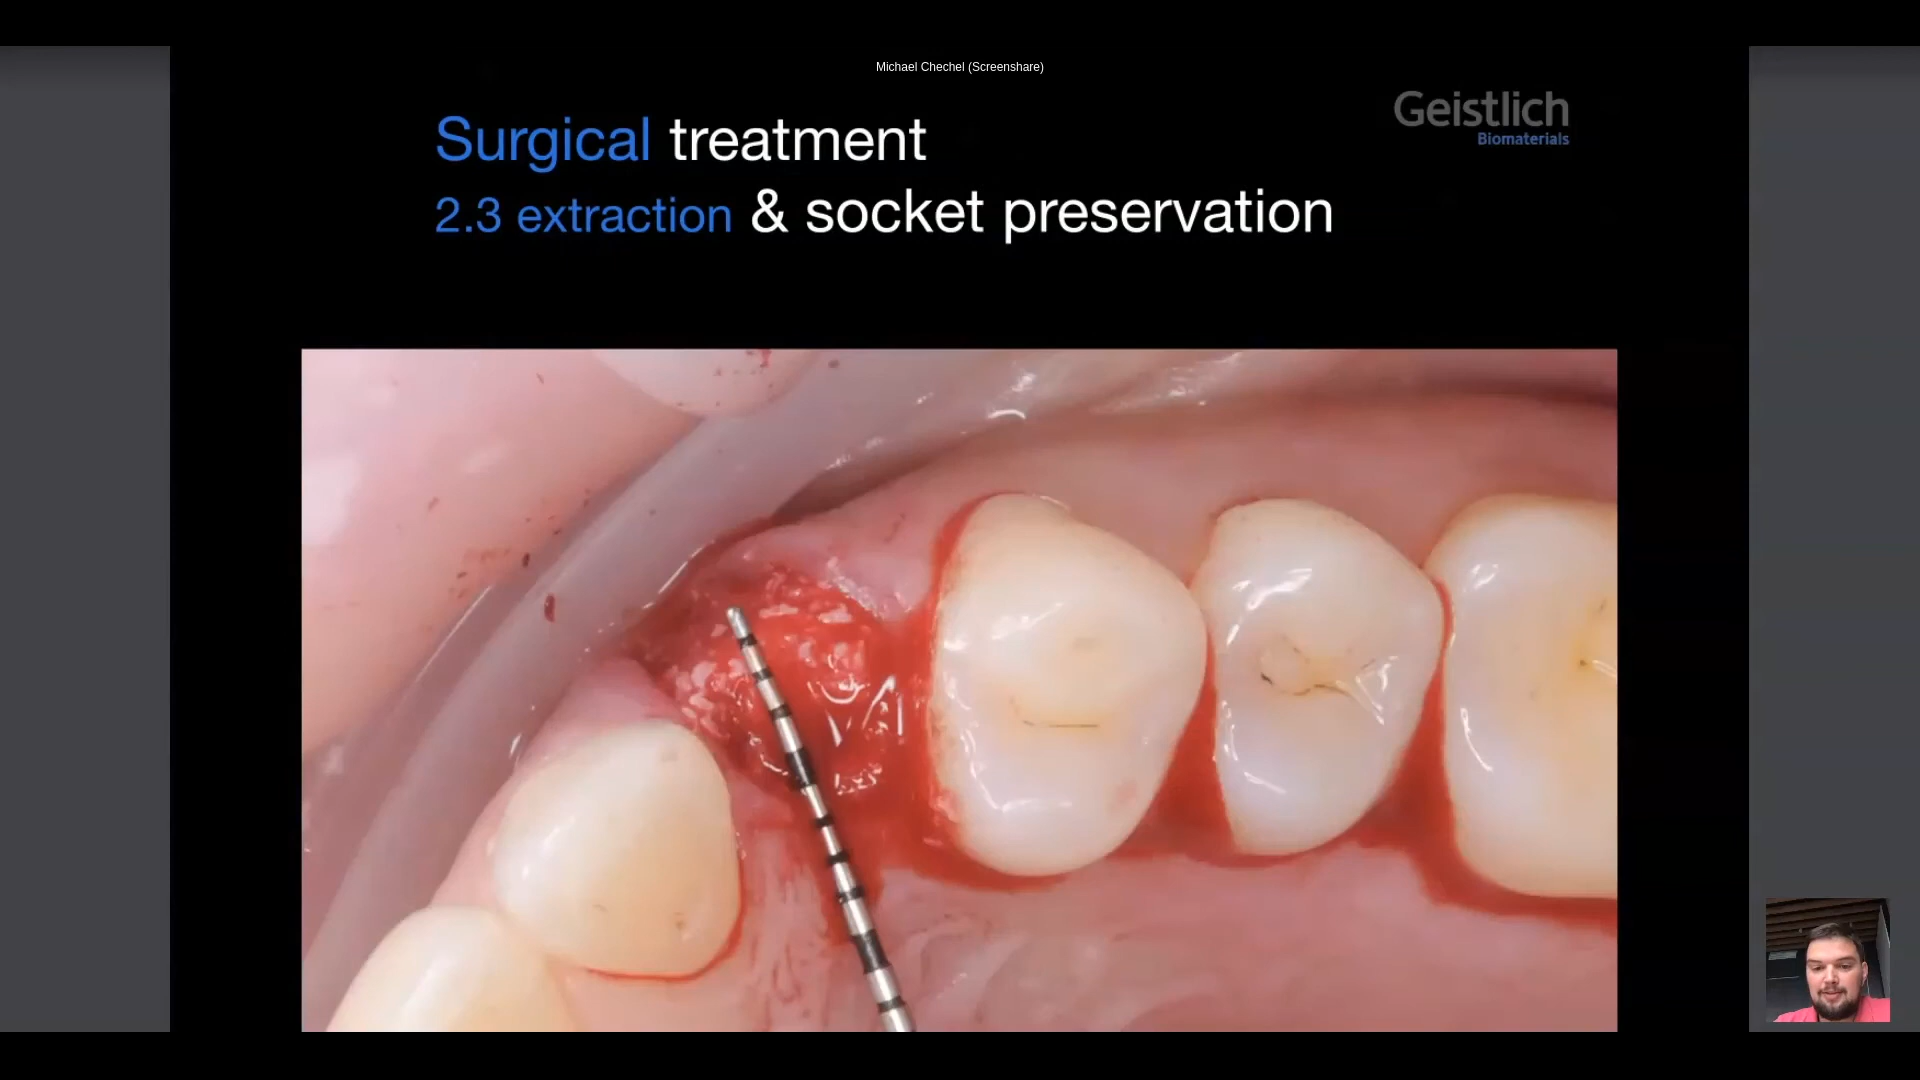 Michael Chechel (Screenshare)
Geistlich
Biomaterials
Surgical treatment
2.3 extraction & socket preservation